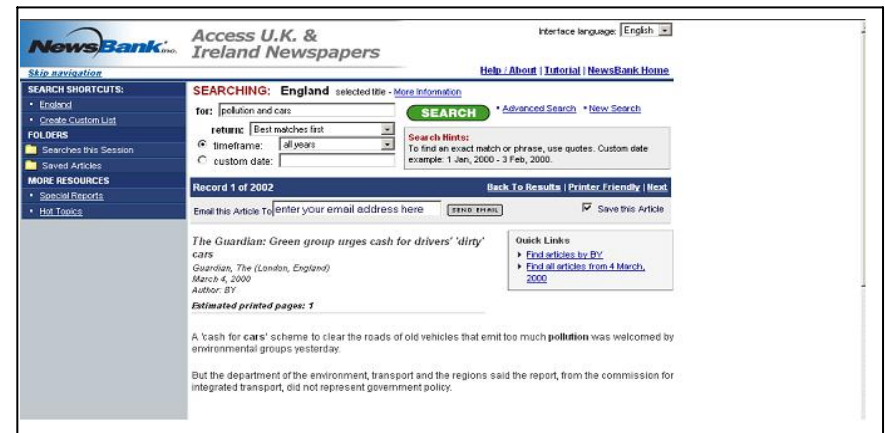 NewsBank inc.
Access U.K. &
Ireland Newspapers
Interface language: English
Skip navigation
Help / About | Tutorial | NewsBank Home
SEARCH SHORTCUTS:
• England
• Create Custom List
FOLDERS
Searches this Session
Saved Articles
MORE RESOURCES
• Special Reports
• Hot Topics
SEARCHING: England selected title - More Information
for: pollution and cars
SEARCH
• Advanced Search • New Search
return: Best matches first
timeframe: all years
custom date:
Search Hints:
To find an exact match or phrase, use quotes. Custom date
example: 1 Jan, 2000 - 3 Feb, 2000.
Record 1 of 2002
Back To Results | Printer Friendly | Next
Email this Article To enter your email address here SEND EMAIL
Save this Article
The Guardian: Green group urges cash for drivers' 'dirty'
cars
Guardian, The (London, England)
March 4, 2000
Author: BY
Estimated printed pages: 1
Quick Links
Find articles by BY
Find all articles from 4 March,
2000
A 'cash for cars' scheme to clear the roads of old vehicles that emit too much pollution was welcomed by
environmental groups yesterday.
But the department of the environment, transport and the regions said the report, from the commission for
integrated transport, did not represent government policy.